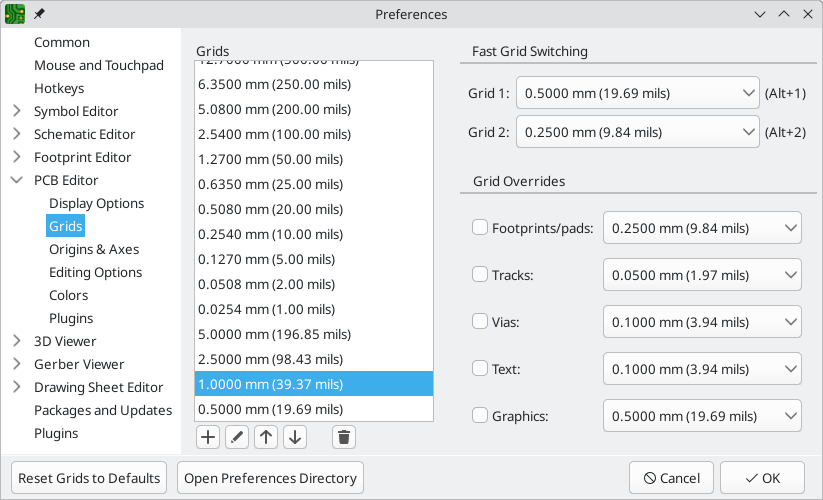 Preferences
Common
Mouse and Touchpad
Hotkeys
Symbol Editor
Schematic Editor
Footprint Editor
PCB Editor
Display Options
Grids
Origins & Axes
Editing Options
Colors
Plugins
3D Viewer
Gerber Viewer
Drawing Sheet Editor
Packages and Updates
Plugins
Grids
12.7000 mm (500.00 mils)
6.3500 mm (250.00 mils)
5.0800 mm (200.00 mils)
2.5400 mm (100.00 mils)
1.2700 mm (50.00 mils)
0.6350 mm (25.00 mils)
0.5080 mm (20.00 mils)
0.2540 mm (10.00 mils)
0.1270 mm (5.00 mils)
0.0508 mm (2.00 mils)
0.0254 mm (1.00 mils)
5.0000 mm (196.85 mils)
2.5000 mm (98.43 mils)
1.0000 mm (39.37 mils)
0.5000 mm (19.69 mils)
Fast Grid Switching
Grid 1: 0.5000 mm (19.69 mils) (Alt+1)
Grid 2: 0.2500 mm (9.84 mils) (Alt+2)
Grid Overrides
Footprints/pads: 0.2500 mm (9.84 mils)
Tracks: 0.0500 mm (1.97 mils)
Vias: 0.1000 mm (3.94 mils)
Text: 0.1000 mm (3.94 mils)
Graphics: 0.5000 mm (19.69 mils)
Reset Grids to Defaults
Open Preferences Directory
Cancel
OK